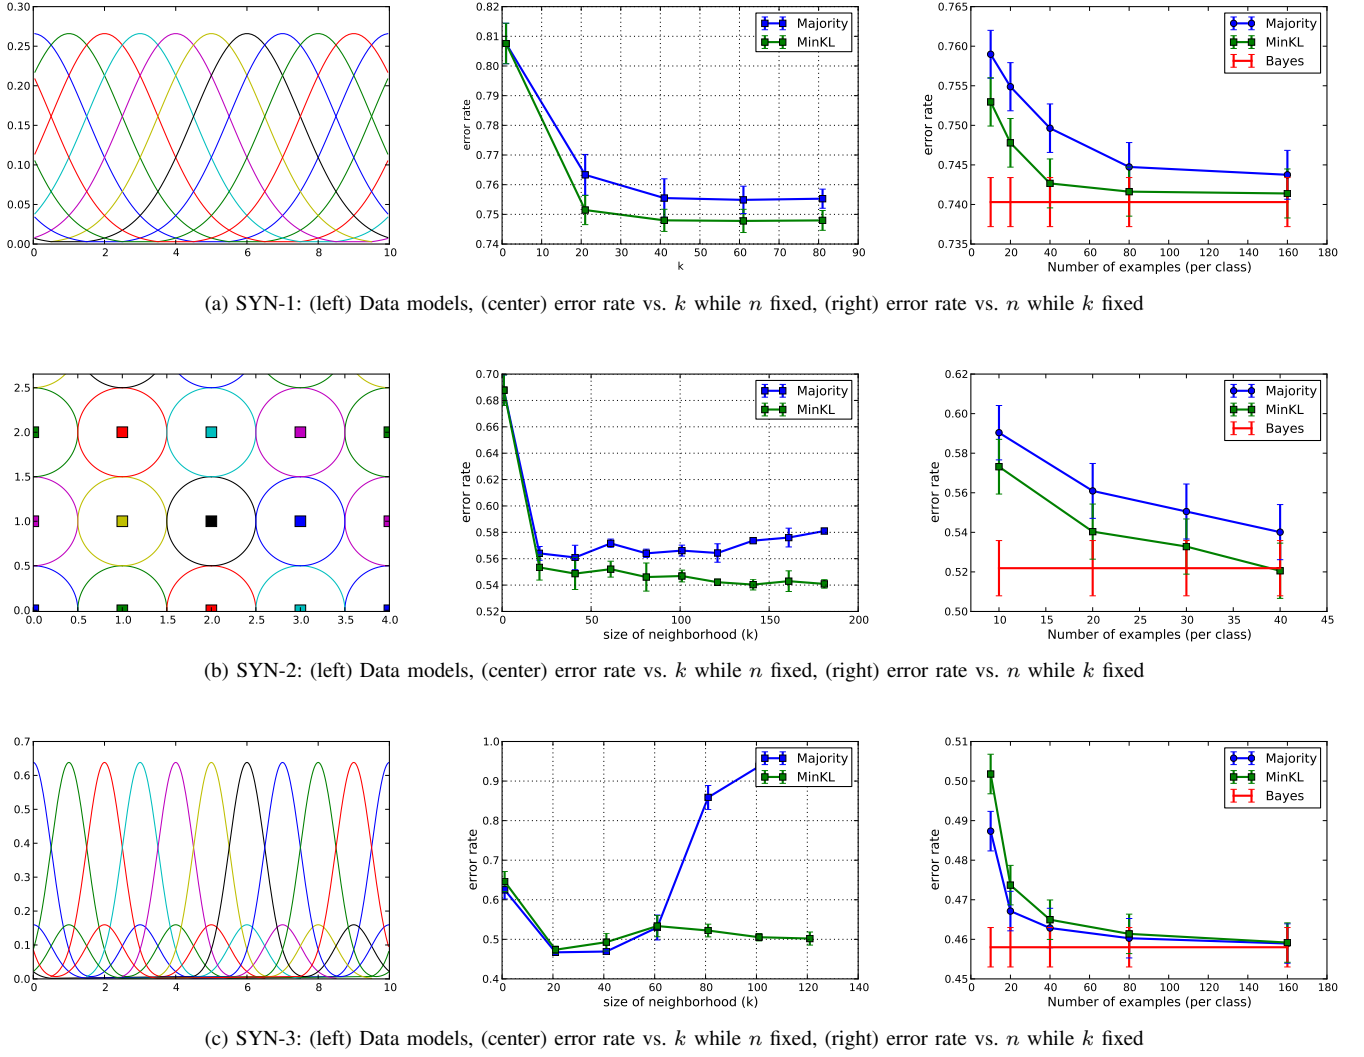 0.30
0.25
0.20
0.15
0.10
0.05
0.00
0 2 4 6 8 10
error rate
0.82
0.81
0.80
0.79
0.78
0.77
0.76
0.75
0.74
0 10 20 30 40 50 60 70 80 90
k
Majority
MinKL
error rate
0.765
0.760
0.755
0.750
0.745
0.740
0.735
0 20 40 60 80 100 120 140 160 180
Number of examples (per class)
Majority
MinKL
Bayes
(a) SYN-1: (left) Data models, (center) error rate vs. k while n fixed, (right) error rate vs. n while k fixed
2.5
2.0
1.5
1.0
0.5
0.0
0.0 0.5 1.0 1.5 2.0 2.5 3.0 3.5 4.0
error rate
0.70
0.68
0.66
0.64
0.62
0.60
0.58
0.56
0.54
0.52
0 50 100 150 200
size of neighborhood (k)
Majority
MinKL
error rate
0.62
0.60
0.58
0.56
0.54
0.52
0.50
10 15 20 25 30 35 40 45
Number of examples (per class)
Majority
MinKL
Bayes
(b) SYN-2: (left) Data models, (center) error rate vs. k while n fixed, (right) error rate vs. n while k fixed
0.7
0.6
0.5
0.4
0.3
0.2
0.1
0.0
0 2 4 6 8 10
error rate
1.0
0.9
0.8
0.7
0.6
0.5
0.4
0 20 40 60 80 100 120 140
size of neighborhood (k)
Majority
MinKL
error rate
0.51
0.50
0.49
0.48
0.47
0.46
0.45
0 20 40 60 80 100 120 140 160 180
Number of examples (per class)
Majority
MinKL
Bayes
(c) SYN-3: (left) Data models, (center) error rate vs. k while n fixed, (right) error rate vs. n while k fixed